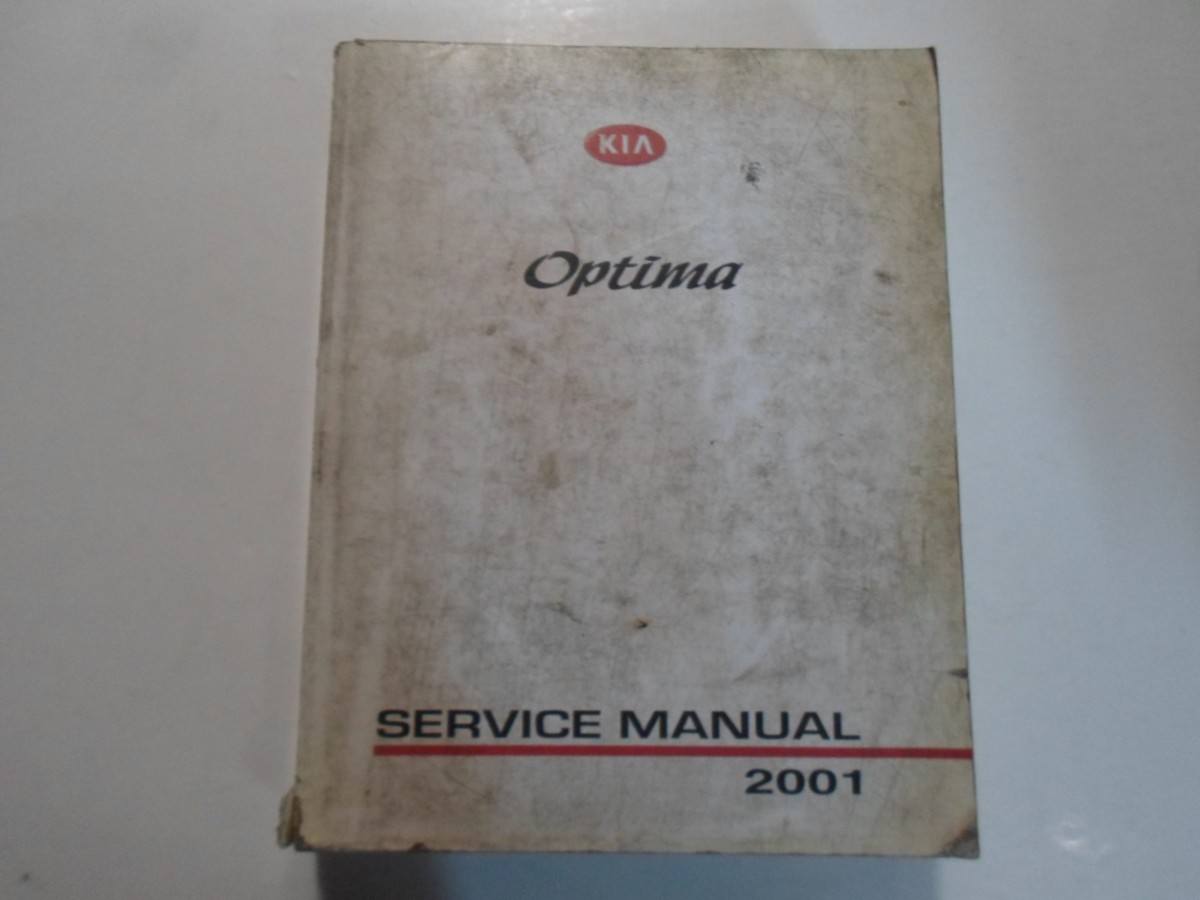 KIA
Optima
SERVICE MANUAL
2001